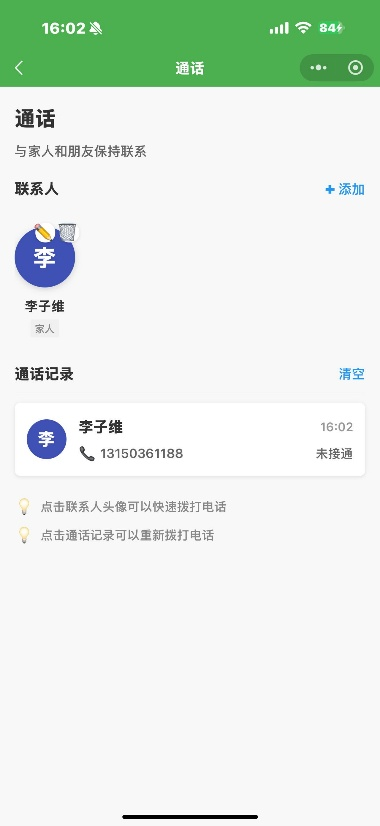 16:02
84
通话
通话
与家人和朋友保持联系
联系人
+ 添加
李
李子维
家人
通话记录
清空
李
李子维
16:02
13150361188
未接通
点击联系人头像可以快速拨打电话
点击通话记录可以重新拨打电话